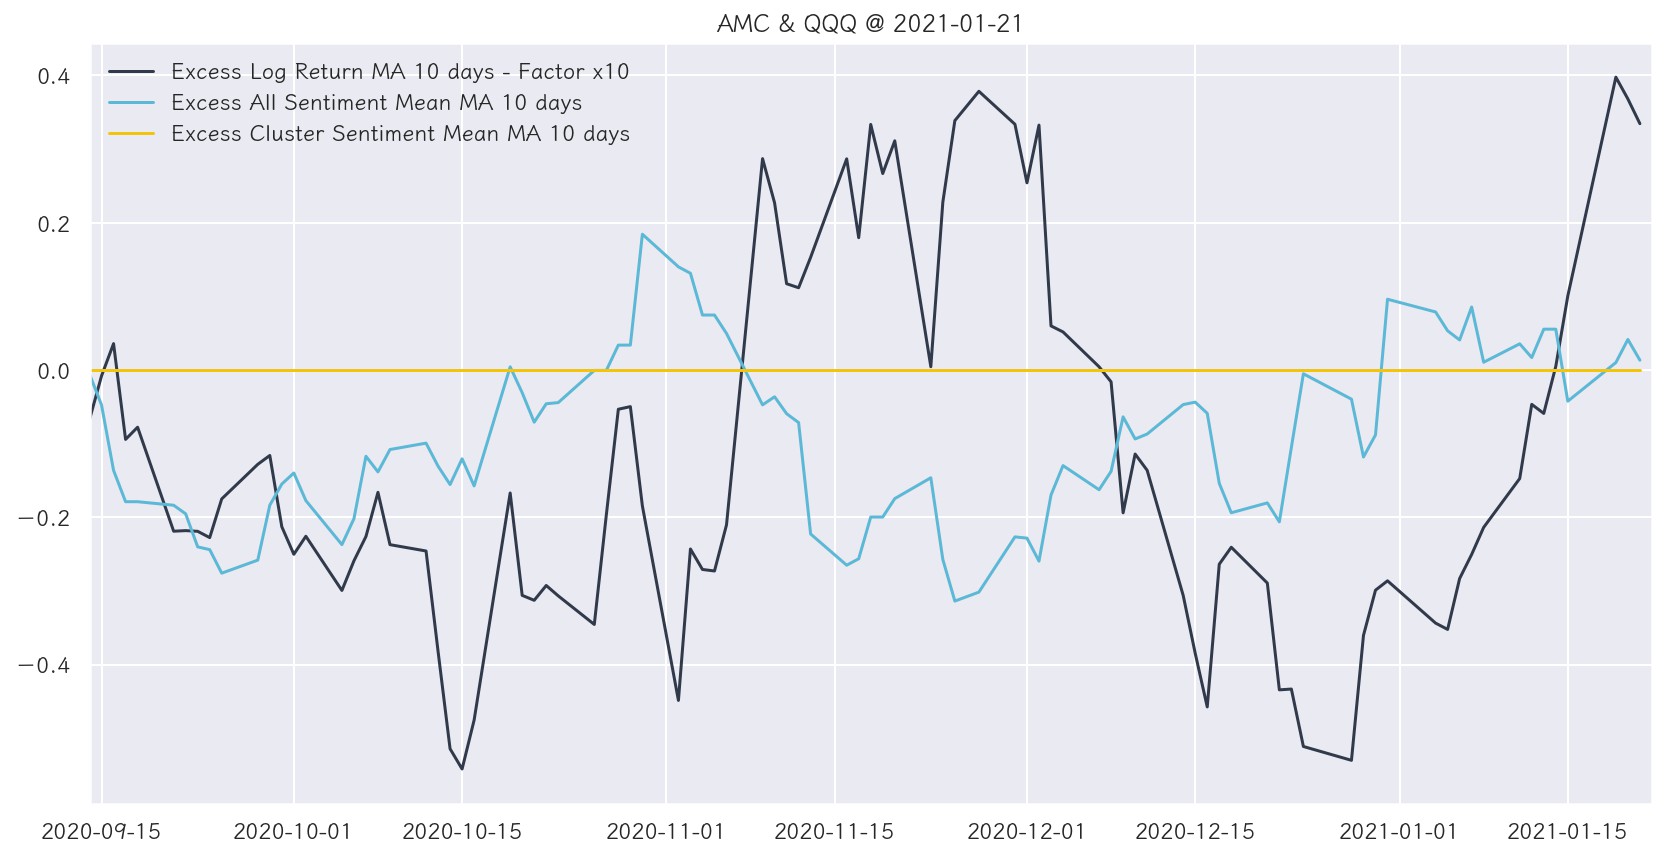 AMC & QQQ @ 2021-01-21
Excess Log Return MA 10 days - Factor x10
Excess All Sentiment Mean MA 10 days
Excess Cluster Sentiment Mean MA 10 days
0.4
0.2
0.0
−0.2
−0.4
2020-09-15 2020-10-01 2020-10-15 2020-11-01 2020-11-15 2020-12-01 2020-12-15 2021-01-01 2021-01-15